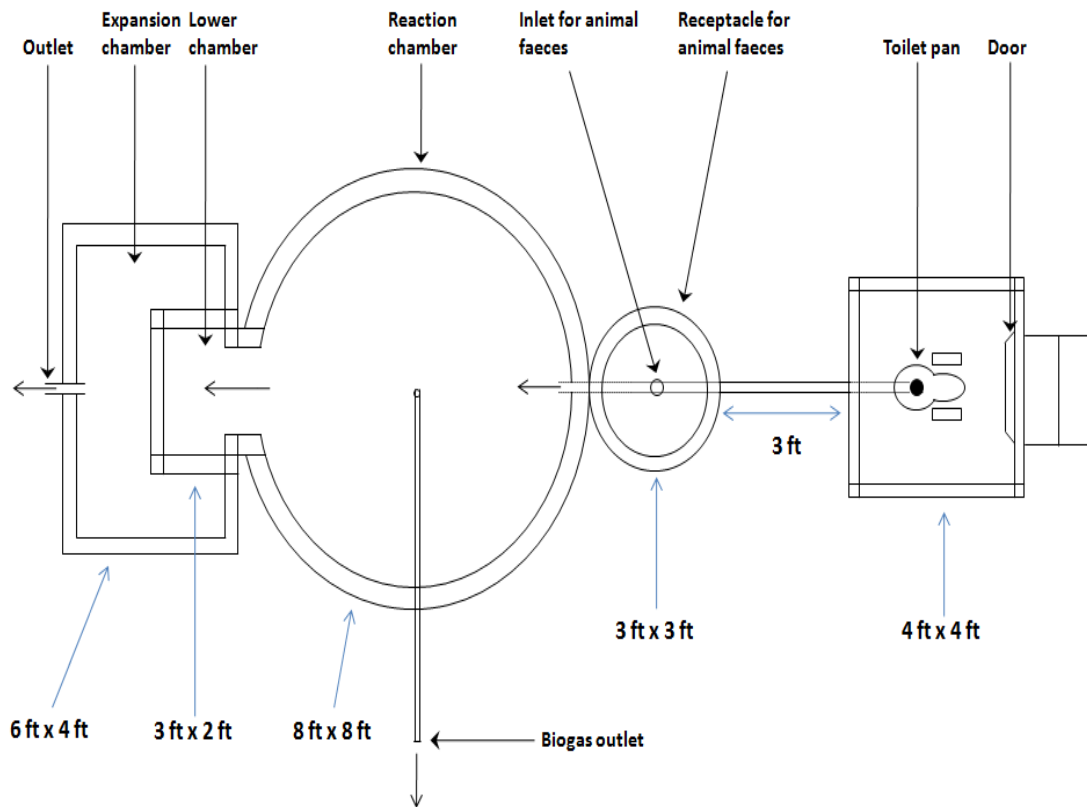 Outlet
Expansion
chamber
Lower
chamber
Reaction
chamber
Inlet for animal
faeces
Receptacle for
animal faeces
Toilet pan
Door
3 ft
3 ft x 3 ft
4 ft x 4 ft
6 ft x 4 ft
3 ft x 2 ft
8 ft x 8 ft
Biogas outlet